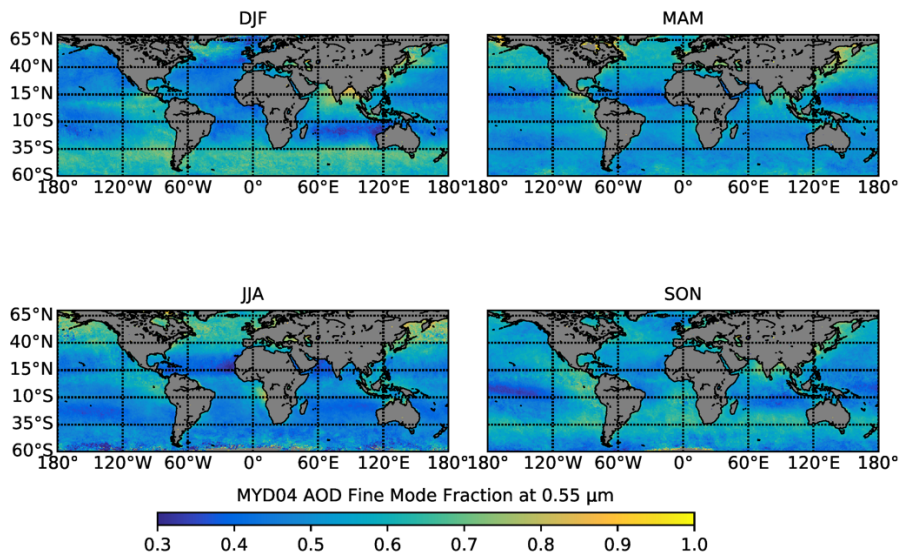 DJF
MAM
65°N
40°N
15°N
10°S
35°S
60°S
180° 120°W 60°W 0° 60°E 120°E 180°
180° 120°W 60°W 0° 60°E 120°E 180°
JJA
SON
65°N
40°N
15°N
10°S
35°S
60°S
180° 120°W 60°W 0° 60°E 120°E 180°
180° 120°W 60°W 0° 60°E 120°E 180°
MYD04 AOD Fine Mode Fraction at 0.55 μm
0.3 0.4 0.5 0.6 0.7 0.8 0.9 1.0